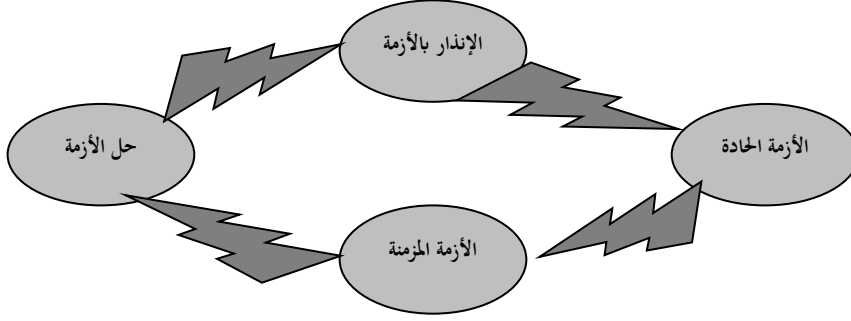 الإنذار بالأزمة
الأزمة الحادة
حل الأزمة
الأزمة المزمنة